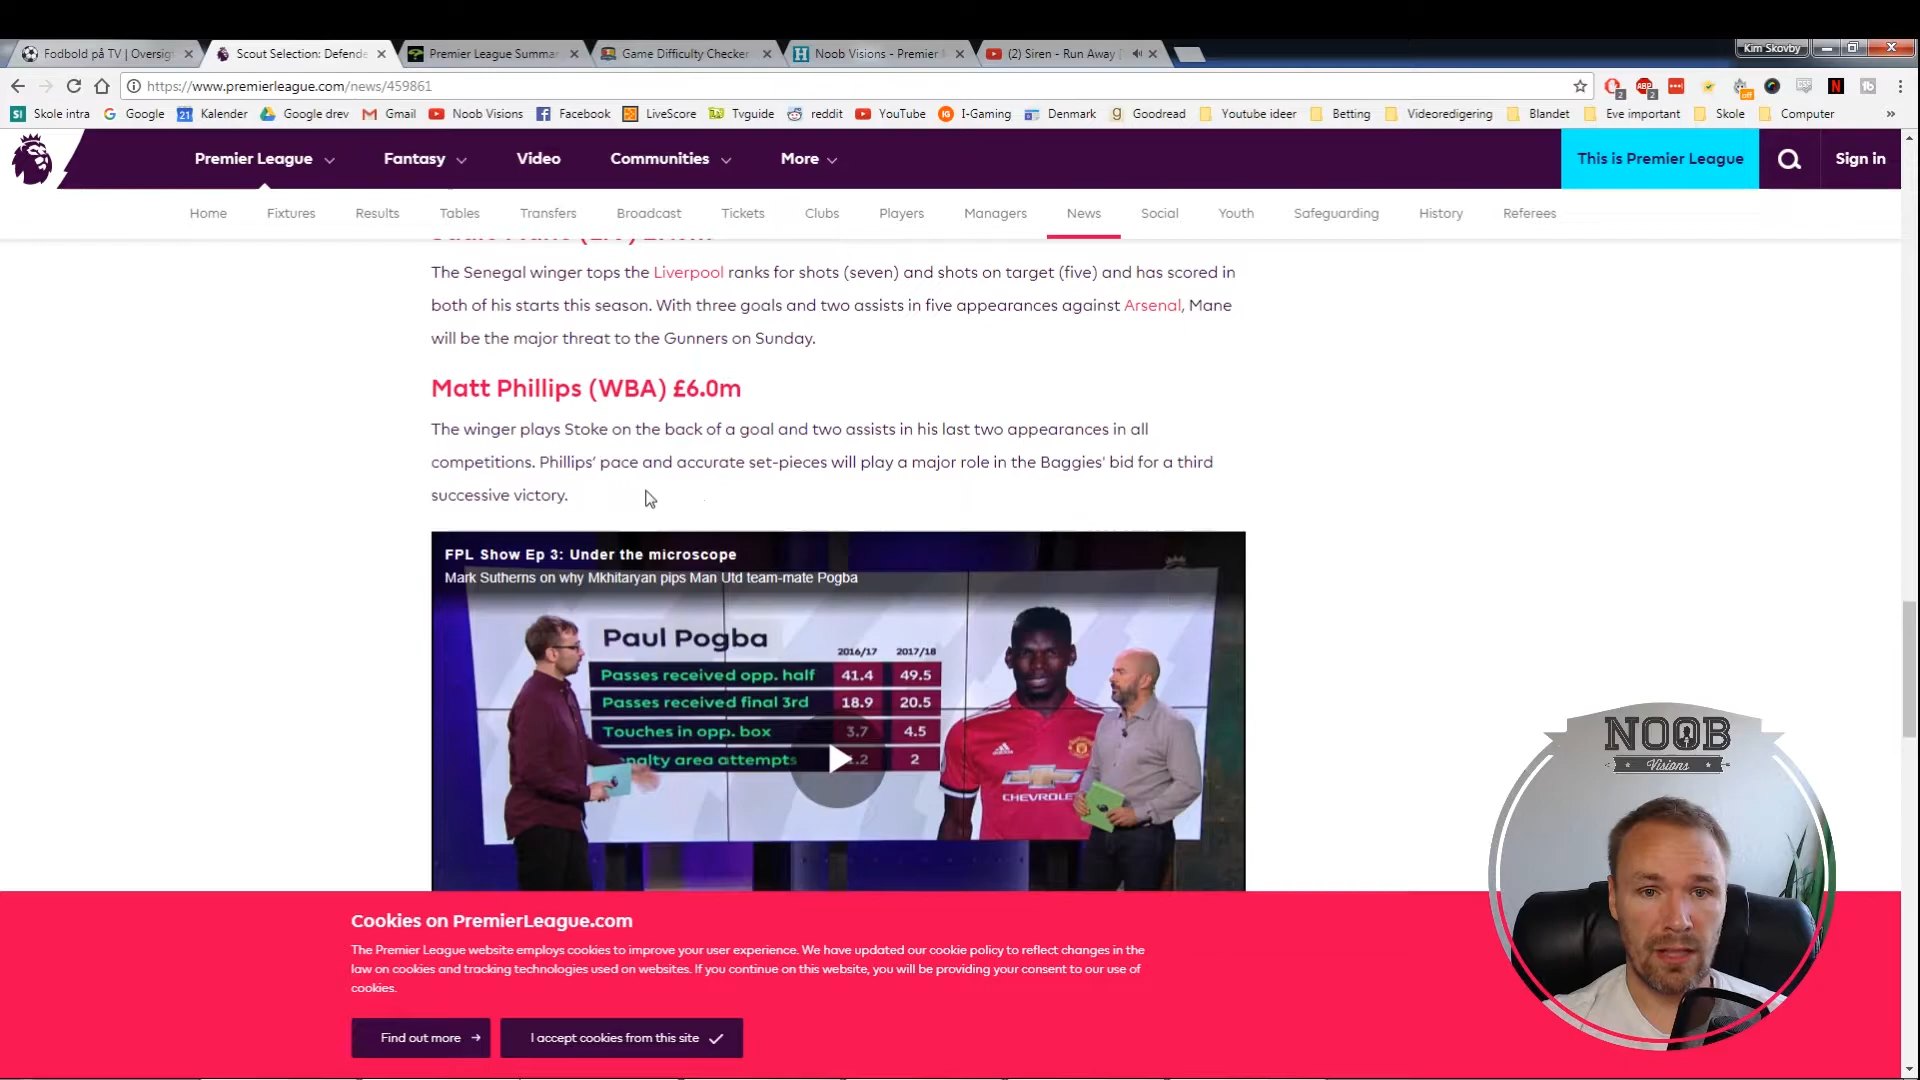 Fodbold på TV | Oversig
Scout Selection: Defende
Premier League Summar
Game Difficulty Checker
Noob Visions - Premier
(2) Siren - Run Away
Kim Skovby
https://www.premierleague.com/news/459861
Skole intra
Google
Kalender
Google drev
Gmail
Noob Visions
Facebook
LiveScore
Tvguide
reddit
YouTube
I-Gaming
Denmark
Goodread
Youtube ideer
Betting
Videoredigering
Blandet
Eve important
Skole
Computer
»
Premier League
Fantasy
Video
Communities
More
This is Premier League
Sign in
Home
Fixtures
Results
Tables
Transfers
Broadcast
Tickets
Clubs
Players
Managers
News
Social
Youth
Safeguarding
History
Referees
The Senegal winger tops the Liverpool ranks for shots (seven) and shots on target (five) and has scored in
both of his starts this season. With three goals and two assists in five appearances against Arsenal, Mane
will be the major threat to the Gunners on Sunday.
Matt Phillips (WBA) £6.0m
The winger plays Stoke on the back of a goal and two assists in his last two appearances in all
competitions. Phillips' pace and accurate set-pieces will play a major role in the Baggies' bid for a third
successive victory.
FPL Show Ep 3: Under the microscope
Mark Sutherns on why Mkhitaryan pips Man Utd team-mate Pogba
Paul Pogba
2016/17 2017/18
Passes received opp. half 41.4 49.5
Passes received final 3rd 18.9 20.5
Touches in opp. box 3.7 4.5
nalty area attempts .2 2
CHEVROLET
NOOB
Visions
Cookies on PremierLeague.com
The Premier League website employs cookies to improve your user experience. We have updated our cookie policy to reflect changes in the
law on cookies and tracking technologies used on websites. If you continue on this website, you will be providing your consent to our use of
cookies.
Find out more
I accept cookies from this site